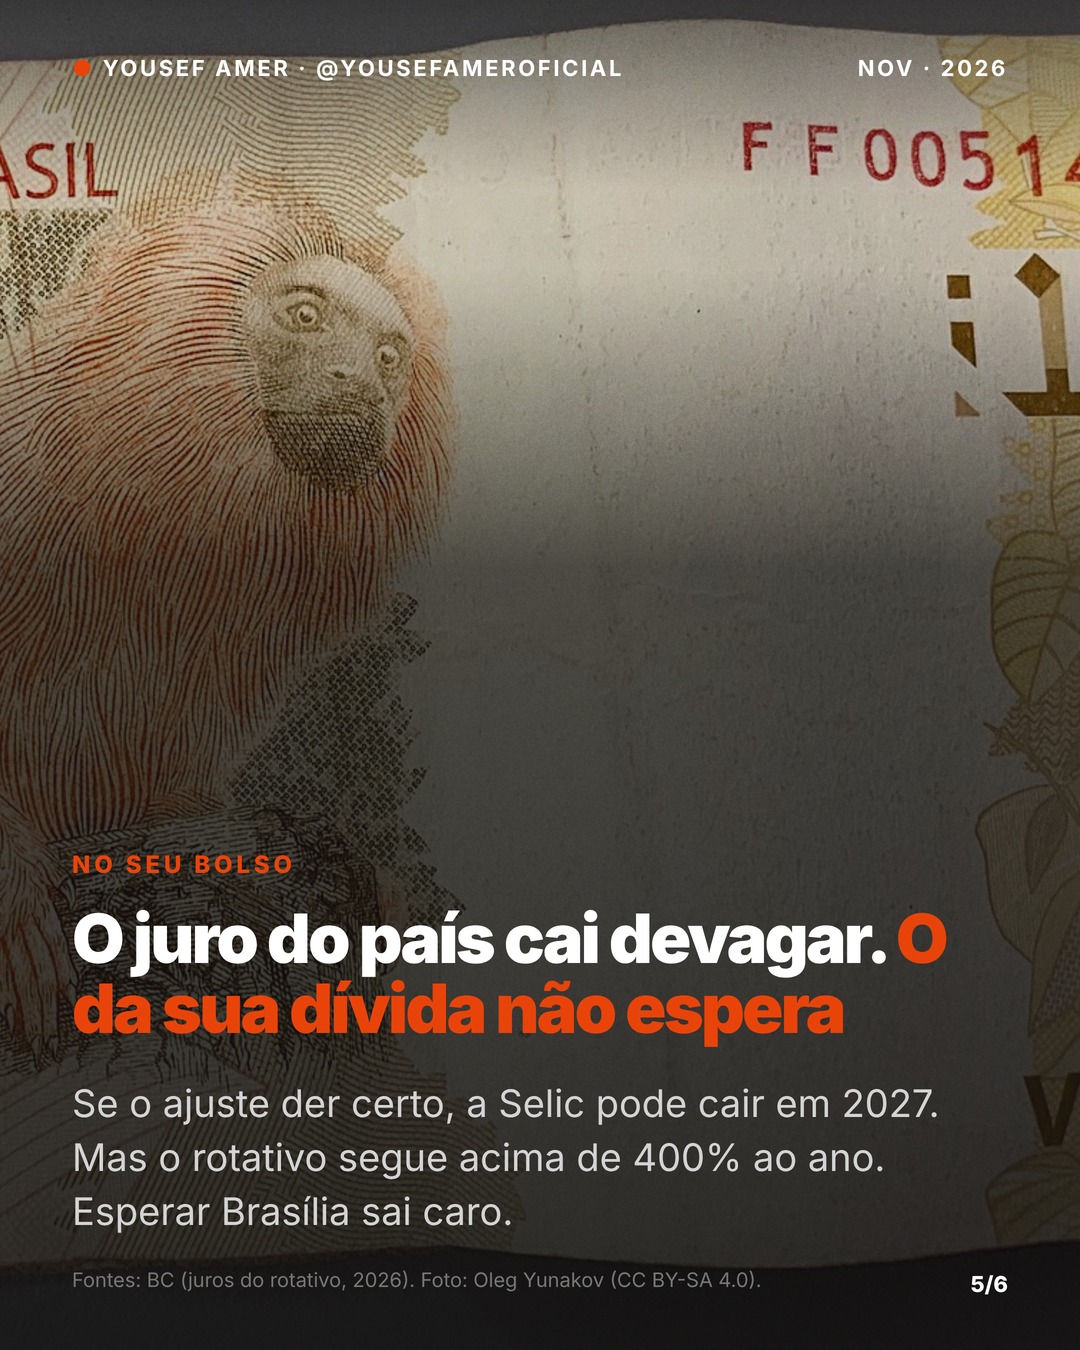 YOUSEF AMER · @YOUSEFAMEROFICIAL
NOV · 2026
ASIL
FF00514
1
V
NO SEU BOLSO
O juro do país cai devagar. O
da sua dívida não espera
Se o ajuste der certo, a Selic pode cair em 2027.
Mas o rotativo segue acima de 400% ao ano.
Esperar Brasília sai caro.
Fontes: BC (juros do rotativo, 2026). Foto: Oleg Yunakov (CC BY-SA 4.0).
5/6